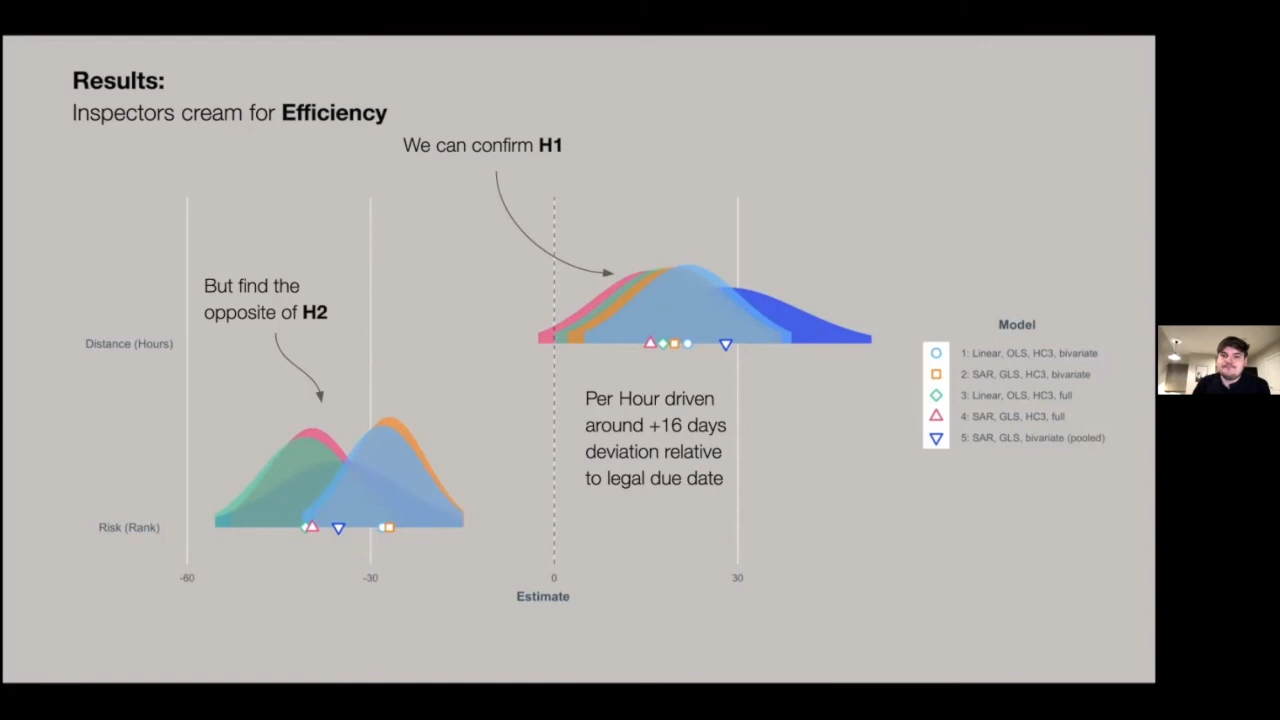 Results:
Inspectors cream for Efficiency
We can confirm H1
But find the
opposite of H2
Distance (Hours)
Per Hour driven
around +16 days
deviation relative
to legal due date
Risk (Rank)
-60
-30
0
30
Estimate
Model
1: Linear, OLS, HC3, bivariate
2: SAR, GLS, HC3, bivariate
3: Linear, OLS, HC3, full
4: SAR, GLS, HC3, full
5: SAR, GLS, bivariate (pooled)